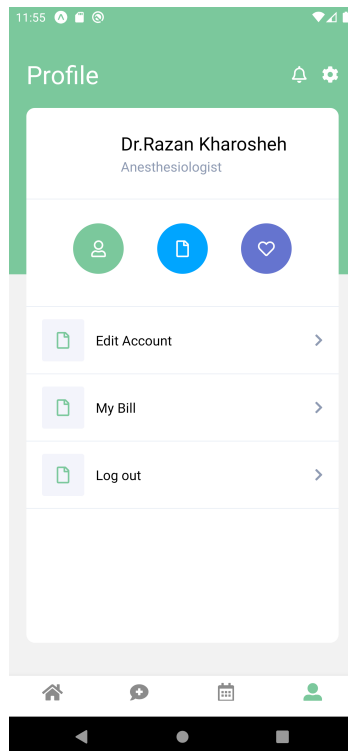 11:55
Profile
Dr.Razan Kharosheh
Anesthesiologist
Edit Account
My Bill
Log out